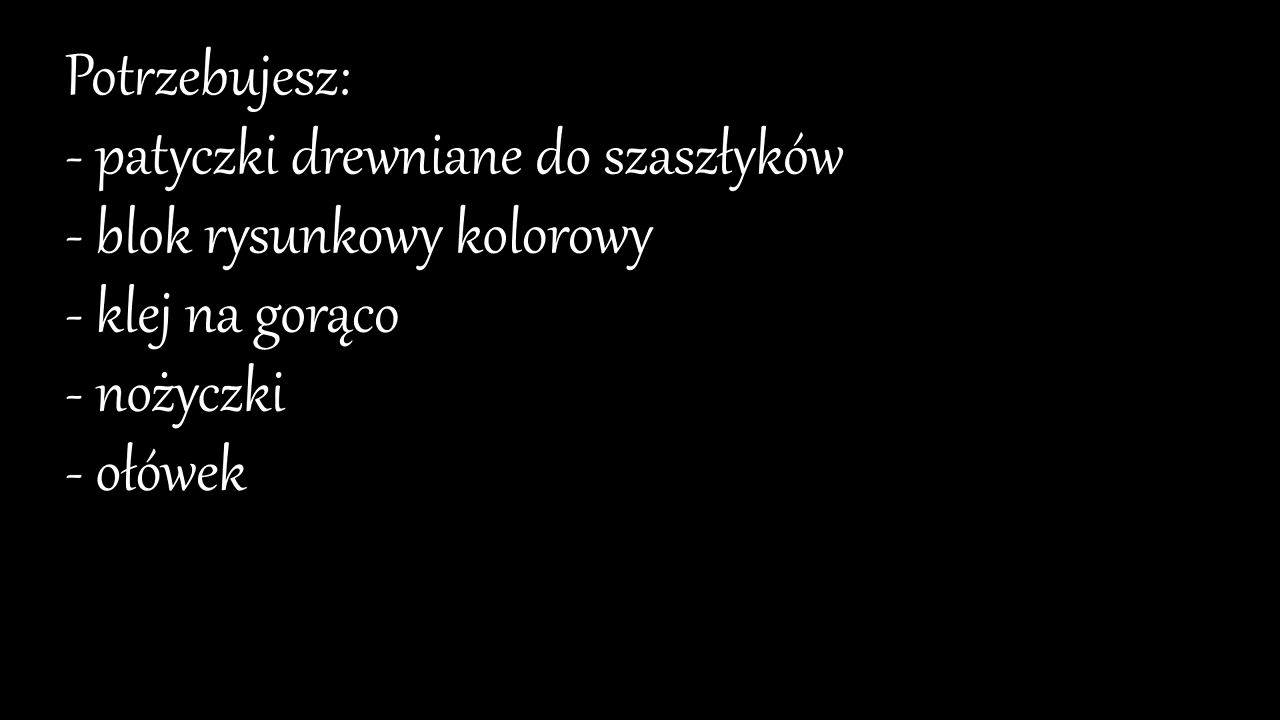 Potrzebujesz:
- patyczki drewniane do szaszłyków
- blok rysunkowy kolorowy
- klej na gorąco
- nożyczki
- ołówek